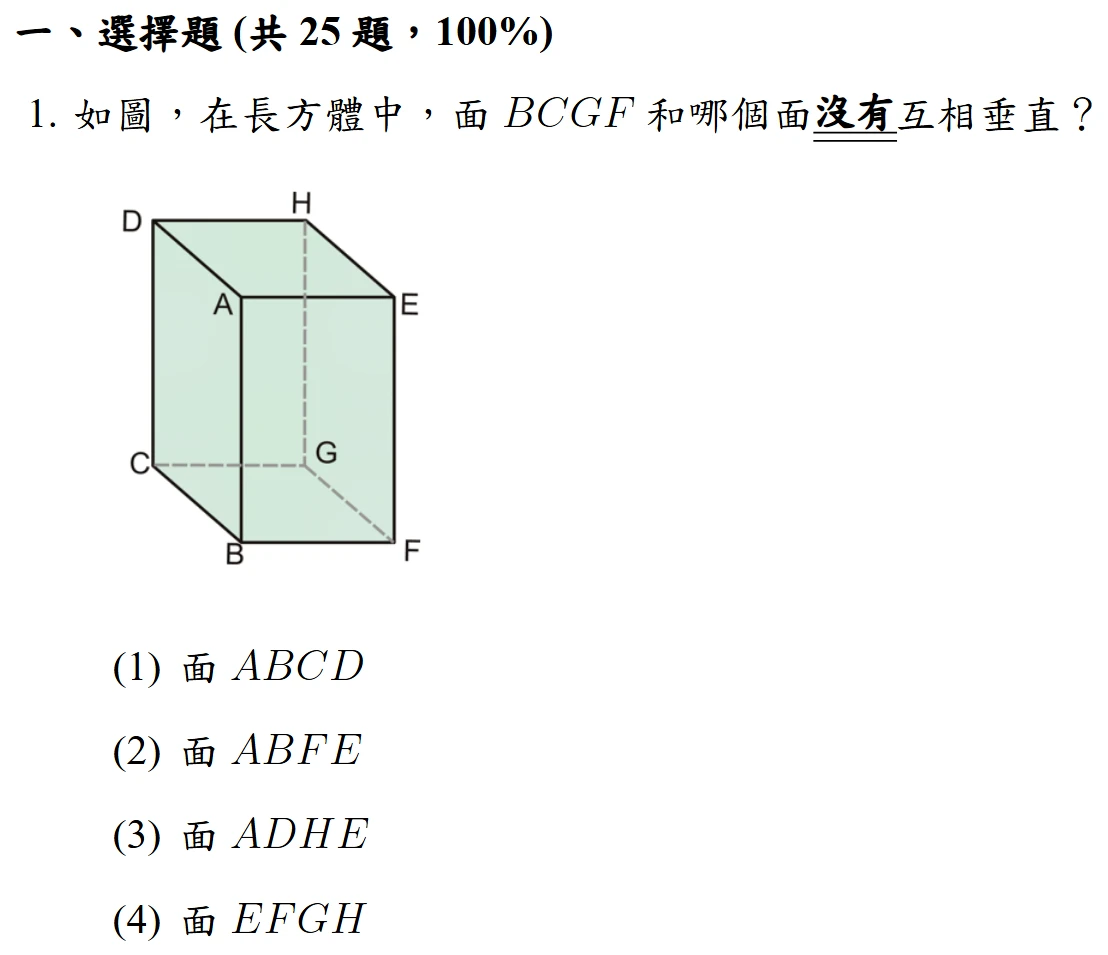 一、選擇題 (共 25 題，100%)
1. 如圖，在長方體中，面 BCGF 和哪個面沒有互相垂直？
H
D
A
E
G
C
B
F
(1) 面 ABCD
(2) 面 ABFE
(3) 面 ADHE
(4) 面 EFGH